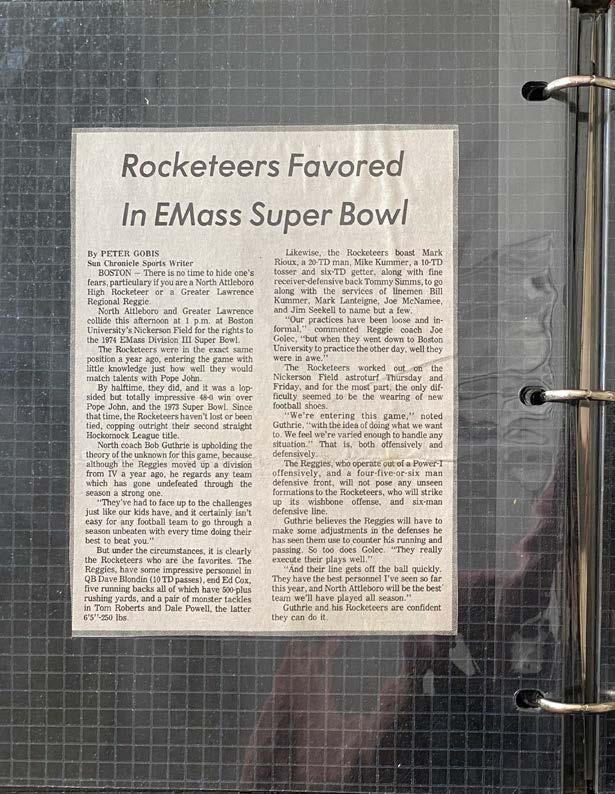 Rocketeers Favored
In EMass Super Bowl
By PETER GOBIS
Sun Chronicle Sports Writer
BOSTON — There is no time to hide one's
fears, particulary if you are a North Attleboro
High Rocketeer or a Greater Lawrence
Regional Reggie.
North Attleboro and Greater Lawrence
collide this afternoon at 1 p.m. at Boston
University's Nickerson Field for the rights to
the 1974 EMass Division III Super Bowl.
The Rocketeers were in the exact same
position a year ago, entering the game with
little knowledge just how well they would
match talents with Pope John.
By halftime, they did, and it was a lop-
sided but totally impressive 48-0 win over
Pope John, and the 1973 Super Bowl. Since
that time, the Rocketeers haven't lost or been
tied, copping outright their second straight
Hockomock League title.
North coach Bob Guthrie is upholding the
theory of the unknown for this game, because
although the Reggies moved up a division
from IV a year ago, he regards any team
which has gone undefeated through the
season a strong one.
"They've had to face up to the challenges
just like our kids have, and it certainly isn't
easy for any football team to go through a
season unbeaten with every time doing their
best to beat you."
But under the circumstances, it is clearly
the Rocketeers who are the favorites. The
Reggies, have some impressive personnel in
QB Dave Blondin (10 TD passes), end Ed Cox,
five running backs all of which have 500-plus
rushing yards, and a pair of monster tackles
in Tom Roberts and Dale Powell, the latter
6'5"-250 lbs.
Likewise, the Rocketeers boast Mark
Rioux, a 20-TD man, Mike Kummer, a 10-TD
tosser and six-TD getter, along with fine
receiver-defensive back Tommy Simms, to go
along with the services of linemen Bill
Kummer, Mark Lanteigne, Joe McNamee,
and Jim Seekell to name but a few.
"Our practices have been loose and in-
formal," commented Reggie coach Joe
Golec, "but when they went down to Boston
University to practice the other day, well they
were in awe."
The Rocketeers worked out on the
Nickerson Field astroturf Thursday and
Friday, and for the most part, the only dif-
ficulty seemed to be the wearing of new
football shoes.
"We're entering this game," noted
Guthrie, "with the idea of doing what we want
to. We feel we're varied enough to handle any
situation." That is, both offensively and
defensively.
The Reggies, who operate out of a Power-I
offensively, and a four-five-or-six man
defensive front, will not pose any unseen
formations to the Rocketeers, who will strike
up its wishbone offense, and six-man
defensive line.
Guthrie believes the Reggies will have to
make some adjustments in the defenses he
has seen them use to counter his running and
passing. So too does Golec. "They really
execute their plays well."
"And their line gets off the ball quickly.
They have the best personnel I've seen so far
this year, and North Attleboro will be the best
team we'll have played all season."
Guthrie and his Rocketeers are confident
they can do it.